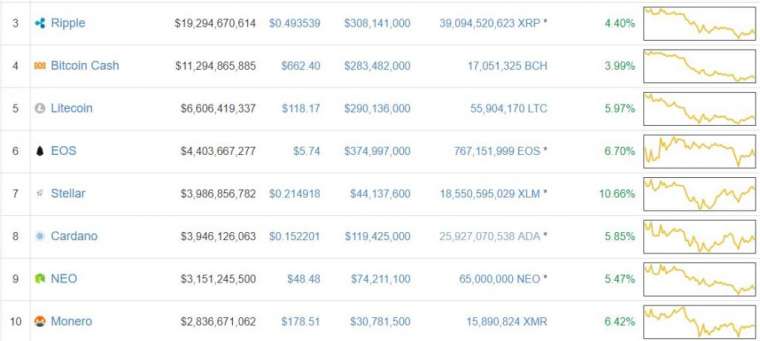 3 Ripple $19,294,670,614 $0.493539 $308,141,000 39,094,520,623 XRP * 4.40%
4 Bitcoin Cash $11,294,865,885 $662.40 $283,482,000 17,051,325 BCH 3.99%
5 Litecoin $6,606,419,337 $118.17 $290,136,000 55,904,170 LTC 5.97%
6 EOS $4,403,667,277 $5.74 $374,997,000 767,151,999 EOS * 6.70%
7 Stellar $3,986,856,782 $0.214918 $44,137,600 18,550,595,029 XLM * 10.66%
8 Cardano $3,946,126,063 $0.152201 $119,425,000 25,927,070,538 ADA * 5.85%
9 NEO $3,151,245,500 $48.48 $74,211,100 65,000,000 NEO * 5.47%
10 Monero $2,836,671,062 $178.51 $30,781,500 15,890,824 XMR 6.42%